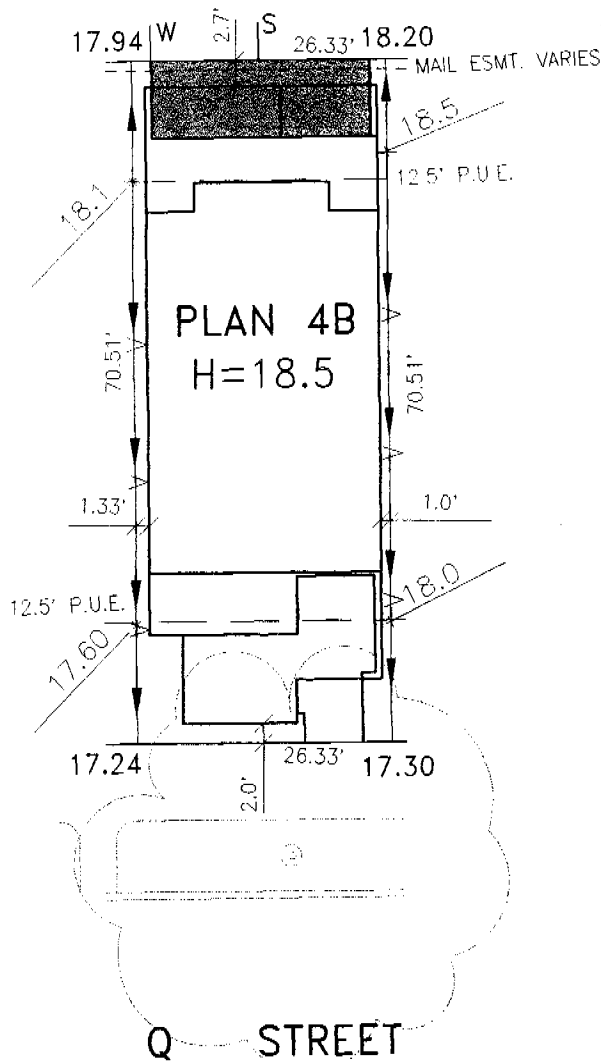 W 2.7' S
17.94 26.33' 18.20
MAIL ESMT. VARIES
18.5
12.5' P.U.E.
18.1
PLAN 4B
H=18.5
70.51'
70.51'
1.33' 1.0'
12.5' P.U.E.
18.0
17.60
17.24 26.33' 17.30
2.0'
Q STREET